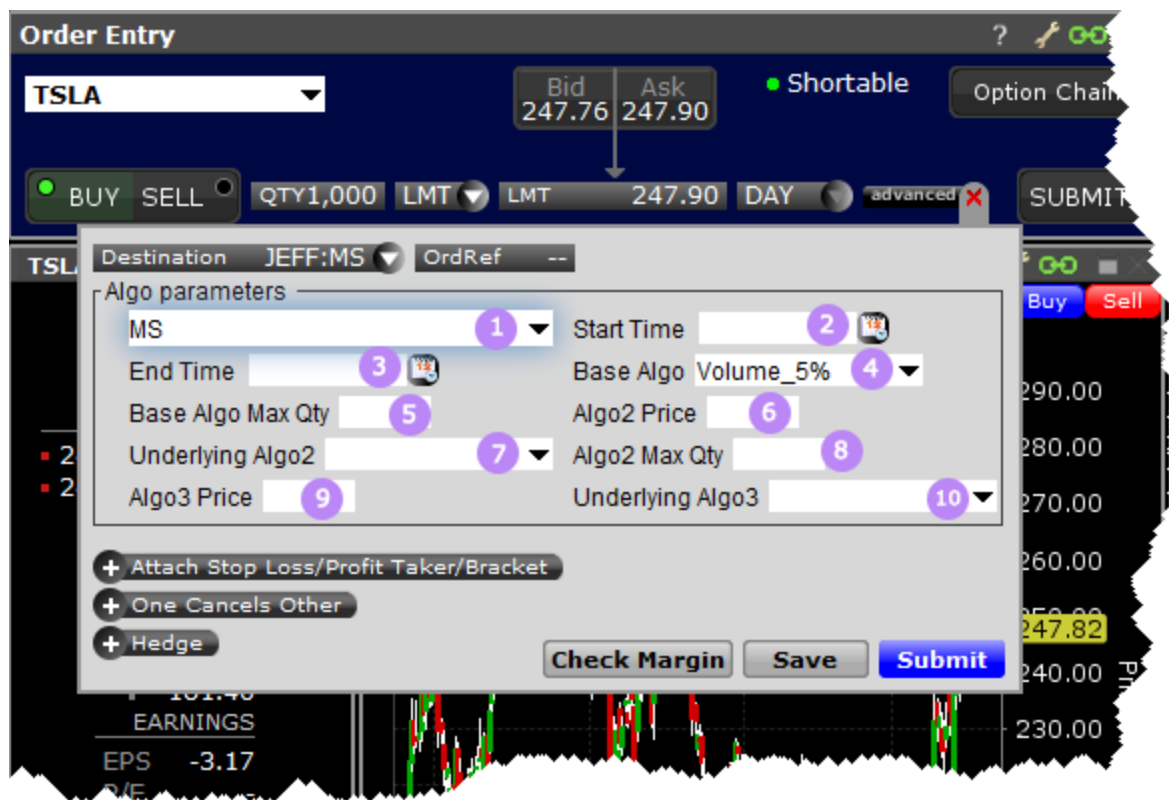 Order Entry ?
TSLA
Bid Ask
247.76 247.90
Shortable
Option Chain
BUY SELL QTY 1,000 LMT LMT 247.90 DAY advanced SUBMIT
Destination JEFF:MS OrdRef --
TSL
Buy Sell
Algo parameters
MS 1 Start Time 2
End Time 3 Base Algo Volume_5% 4
Base Algo Max Qty 5 Algo2 Price 6
Underlying Algo2 7 Algo2 Max Qty 8
Algo3 Price 9 Underlying Algo3 10
290.00
280.00
270.00
260.00
247.82
240.00
230.00
Attach Stop Loss/Profit Taker/Bracket
One Cancels Other
Hedge
Check Margin Save Submit
EARNINGS
EPS -3.17